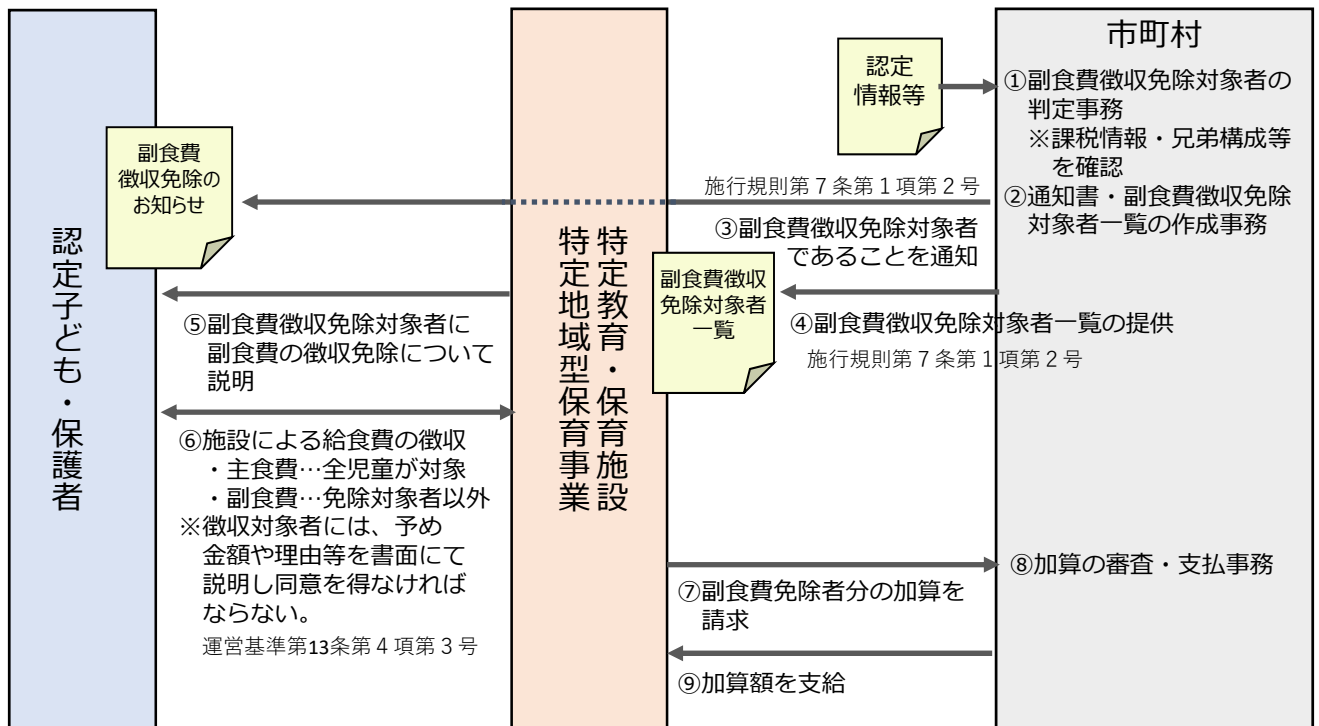 市町村
認定
情報等
①副食費徴収免除対象者の
判定事務
※課税情報・兄弟構成等
を確認
②通知書・副食費徴収免除
対象者一覧の作成事務
副食費
徴収免除の
お知らせ
施行規則第７条第１項第２号
③副食費徴収免除対象者
であることを通知
認定子ども・保護者
特定教育・保育施設
特定地域型保育事業
副食費徴収
免除対象者
一覧
④副食費徴収免除対象者一覧の提供
施行規則第７条第１項第２号
⑤副食費徴収免除対象者に
副食費の徴収免除について
説明
⑥施設による給食費の徴収
・主食費…全児童が対象
・副食費…免除対象者以外
※徴収対象者には、予め
金額や理由等を書面にて
説明し同意を得なければ
ならない。
運営基準第13条第４項第３号
⑦副食費免除者分の加算を
請求
⑧加算の審査・支払事務
⑨加算額を支給